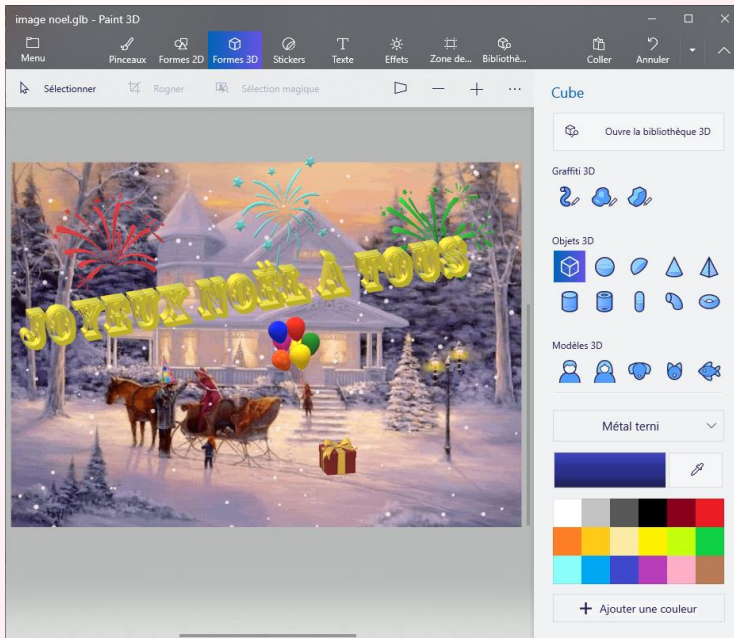 image noel.glb - Paint 3D
Menu
Pinceaux
Formes 2D
Formes 3D
Stickers
Texte
Effets
Zone de...
Bibliothè...
Coller
Annuler
Sélectionner
Rogner
Sélection magique
JOYEUX NOËL À TOUS
Cube
Ouvre la bibliothèque 3D
Graffiti 3D
Objets 3D
Modèles 3D
Métal terni
Ajouter une couleur